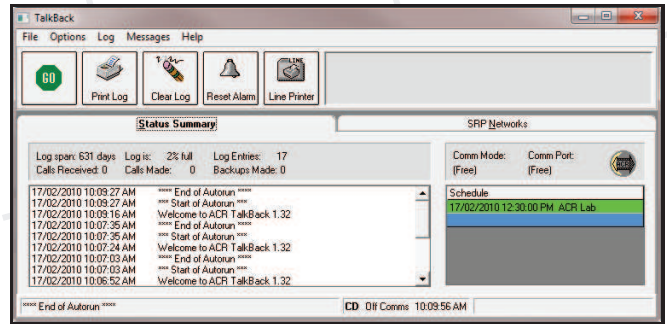 TalkBack
File Options Log Messages Help
GO
Print Log
Clear Log
Reset Alarm
LINE
Line Printer
Status Summary
SRP Networks
Log span: 631 days Log is: 2% full Log Entries: 17
Calls Received: 0 Calls Made: 0 Backups Made: 0
17/02/2010 10:09:27 AM **** End of Autorun ****
17/02/2010 10:09:27 AM *** Start of Autorun ***
17/02/2010 10:09:16 AM Welcome to ACR TalkBack 1.32
17/02/2010 10:07:35 AM **** End of Autorun ****
17/02/2010 10:07:35 AM *** Start of Autorun ***
17/02/2010 10:07:24 AM Welcome to ACR TalkBack 1.32
17/02/2010 10:07:03 AM **** End of Autorun ****
17/02/2010 10:07:03 AM *** Start of Autorun ***
17/02/2010 10:06:52 AM Welcome to ACR TalkBack 1.32
Comm Mode: Comm Port:
(Free) (Free)
ACR
Schedule
17/02/2010 12:30:00 PM ACR Lab
**** End of Autorun ****
CD Off Comms 10:09:56 AM